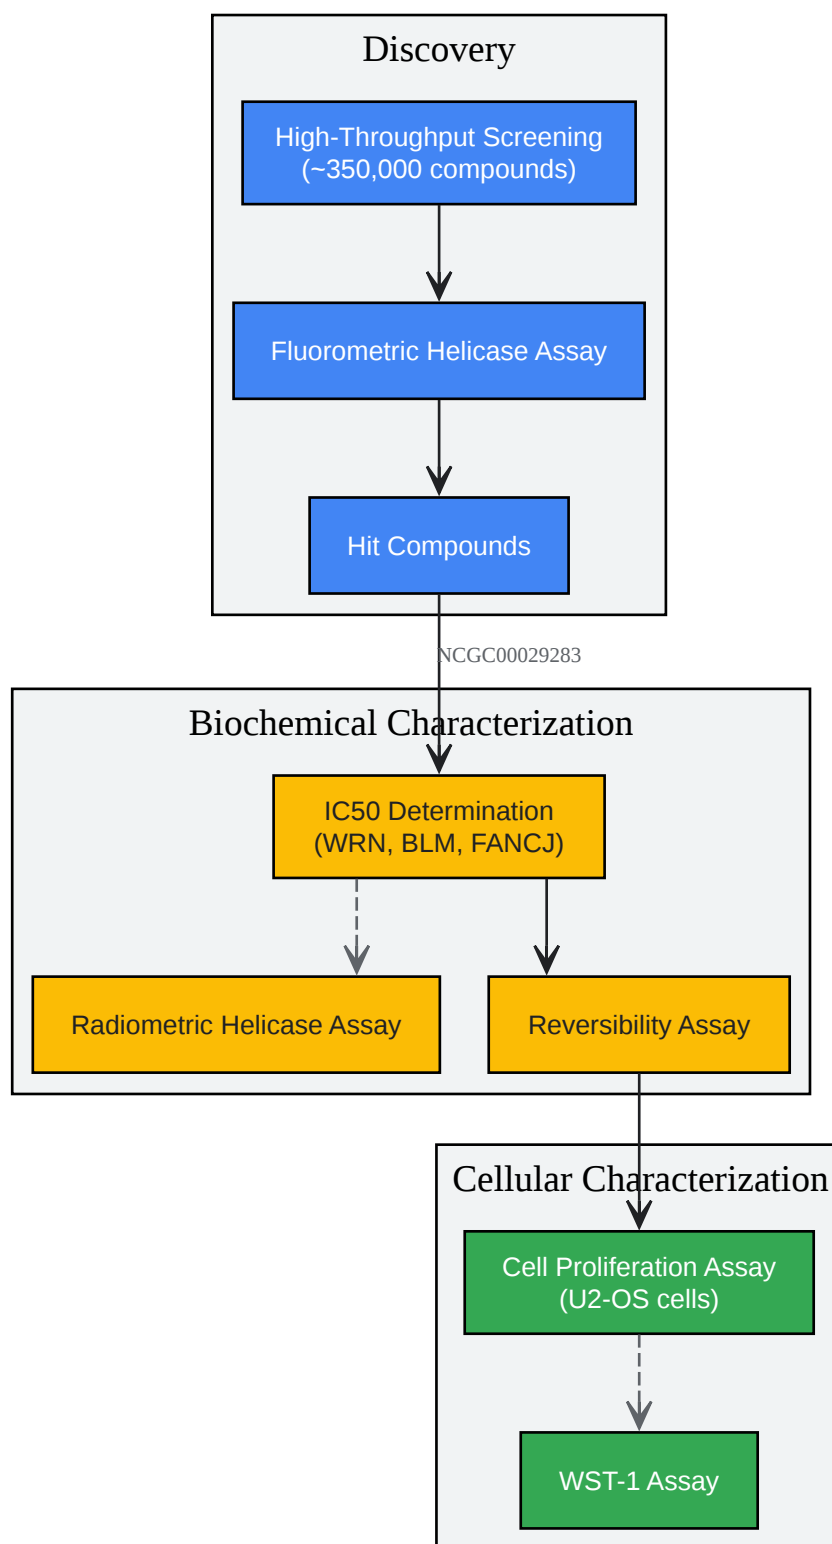 Discovery
High-Throughput Screening
(~350,000 compounds)
Fluorometric Helicase Assay
Hit Compounds
NCGC00029283
Biochemical Characterization
IC50 Determination
(WRN, BLM, FANCJ)
Radiometric Helicase Assay
Reversibility Assay
Cellular Characterization
Cell Proliferation Assay
(U2-OS cells)
WST-1 Assay